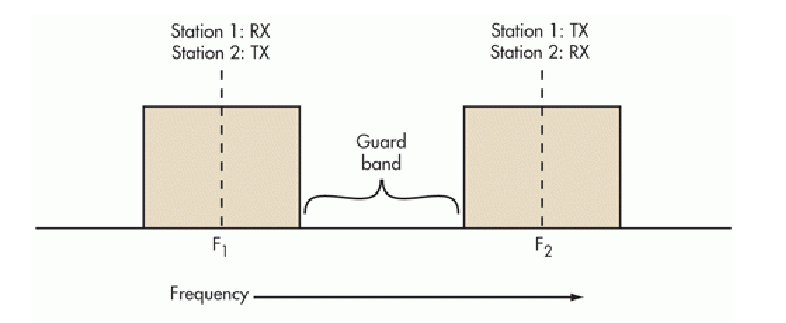 Station 1: RX
Station 2: TX
Station 1: TX
Station 2: RX
Guard
band
F1
F2
Frequency